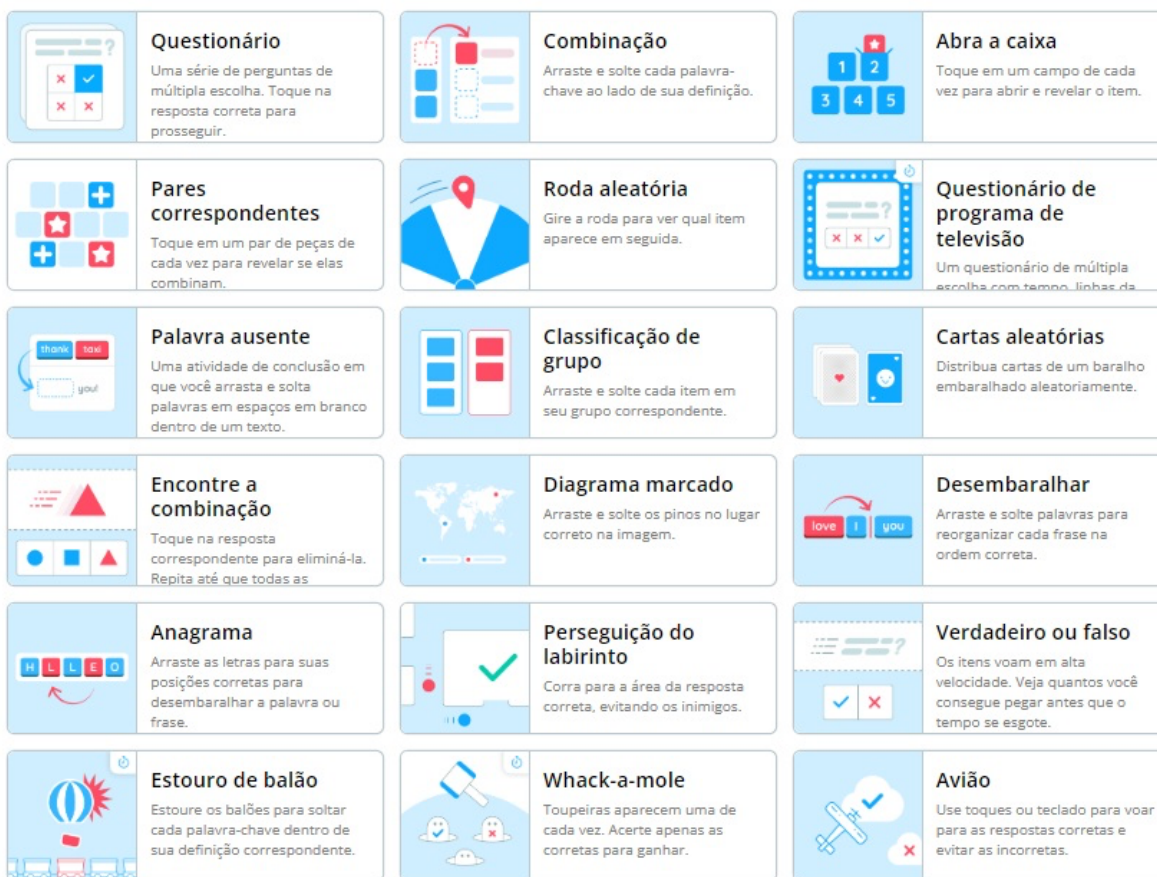 Questionário
Uma série de perguntas de
múltipla escolha. Toque na
resposta correta para
prosseguir.
Combinação
Arraste e solte cada palavra-
chave ao lado de sua definição.
Abra a caixa
Toque em um campo de cada
vez para abrir e revelar o item.
1 2
3 4 5
Pares
correspondentes
Toque em um par de peças de
cada vez para revelar se elas
combinam.
Roda aleatória
Gire a roda para ver qual item
aparece em seguida.
Questionário de
programa de
televisão
Um questionário de múltipla
escolha com tempo, linhas da
Palavra ausente
Uma atividade de conclusão em
que você arrasta e solta
palavras em espaços em branco
dentro de um texto.
thank taxi
you!
Classificação de
grupo
Arraste e solte cada item em
seu grupo correspondente.
Cartas aleatórias
Distribua cartas de um baralho
embaralhado aleatoriamente.
Encontre a
combinação
Toque na resposta
correspondente para eliminá-la.
Repita até que todas as
Diagrama marcado
Arraste e solte os pinos no lugar
correto na imagem.
Desembaralhar
Arraste e solte palavras para
reorganizar cada frase na
ordem correta.
love I you
Anagrama
Arraste as letras para suas
posições corretas para
desembaralhar a palavra ou
frase.
H L L E O
Perseguição do
labirinto
Corra para a área da resposta
correta, evitando os inimigos.
Verdadeiro ou falso
Os itens voam em alta
velocidade. Veja quantos você
consegue pegar antes que o
tempo se esgote.
Estouro de balão
Estoure os balões para soltar
cada palavra-chave dentro de
sua definição correspondente.
Whack-a-mole
Toupeiras aparecem uma de
cada vez. Acerte apenas as
corretas para ganhar.
Avião
Use toques ou teclado para voar
para as respostas corretas e
evitar as incorretas.